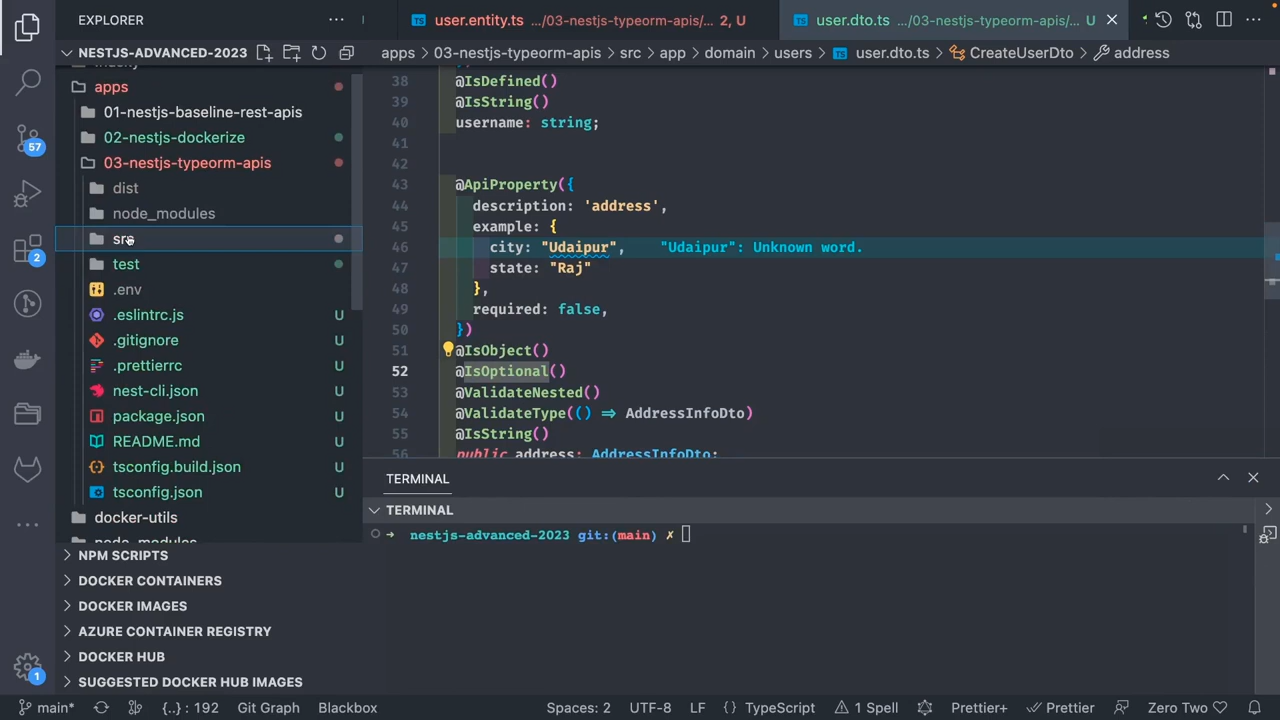 EXPLORER
user.entity.ts .../03-nestjs-typeorm-apis 2, U
user.dto.ts .../03-nestjs-typeorm-apis/... U
NESTJS-ADVANCED-2023
apps > 03-nestjs-typeorm-apis > src > app > domain > users > user.dto.ts > CreateUserDto > address
apps
01-nestjs-baseline-rest-apis
02-nestjs-dockerize
03-nestjs-typeorm-apis
dist
node_modules
src
test
.env
.eslintrc.js U
.gitignore U
.prettierrc U
nest-cli.json U
package.json U
README.md U
tsconfig.build.json U
tsconfig.json U
docker-utils
node_modules
NPM SCRIPTS
DOCKER CONTAINERS
DOCKER IMAGES
AZURE CONTAINER REGISTRY
DOCKER HUB
SUGGESTED DOCKER HUB IMAGES
57
2
1
38 @IsDefined()
39 @IsString()
40 username: string;
41
42
43 @ApiProperty({
44 description: 'address',
45 example: {
46 city: "Udaipur", "Udaipur": Unknown word.
47 state: "Raj"
48 },
49 required: false,
50 })
51 @IsObject()
52 @IsOptional()
53 @ValidateNested()
54 @ValidateType(() => AddressInfoDto)
55 @IsString()
56 public address: AddressInfoDto;
TERMINAL
TERMINAL
nestjs-advanced-2023 git:(main) ✗
main* {..} : 192 Git Graph Blackbox Spaces: 2 UTF-8 LF {} TypeScript 1 Spell Prettier+ Prettier Zero Two